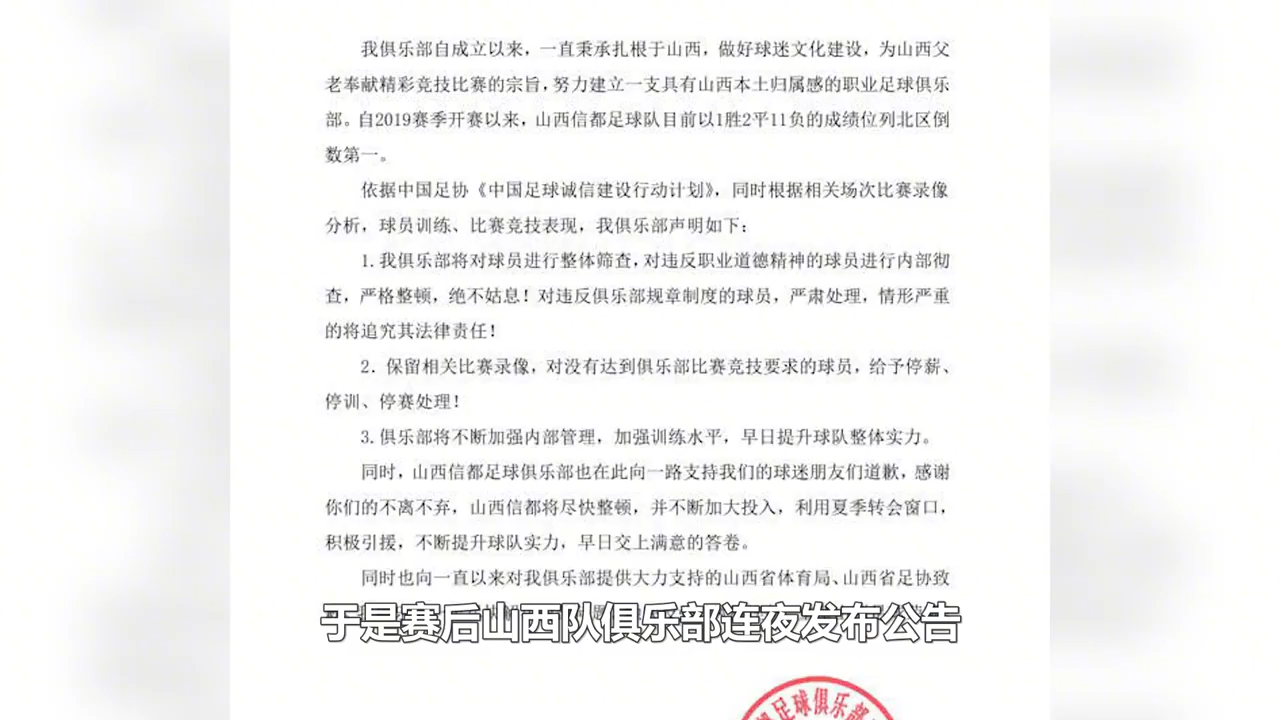 我俱乐部自成立以来，一直秉承扎根于山西，做好球迷文化建设，为山西父
老奉献精彩竞技比赛的宗旨，努力建立一支具有山西本土归属感的职业足球俱乐
部。自2019赛季开赛以来，山西信都足球队目前以1胜2平11负的成绩位列北区倒
数第一。
依据中国足协《中国足球诚信建设行动计划》，同时根据相关场次比赛录像
分析，球员训练、比赛竞技表现，我俱乐部声明如下：
1.我俱乐部将对球员进行整体筛查，对违反职业道德精神的球员进行内部彻
查，严格整顿，绝不姑息！对违反俱乐部规章制度的球员，严肃处理，情形严重
的将追究其法律责任！
2．保留相关比赛录像，对没有达到俱乐部比赛竞技要求的球员，给予停薪、
停训、停赛处理！
3.俱乐部将不断加强内部管理，加强训练水平，早日提升球队整体实力。
同时，山西信都足球俱乐部也在此向一路支持我们的球迷朋友们道歉，感谢
你们的不离不弃，山西信都将尽快整顿，并不断加大投入，利用夏季转会窗口，
积极引援，不断提升球队实力，早日交上满意的答卷。
同时也向一直以来对我俱乐部提供大力支持的山西省体育局、山西省足协致
于是赛后山西队俱乐部连夜发布公告
足球俱乐部